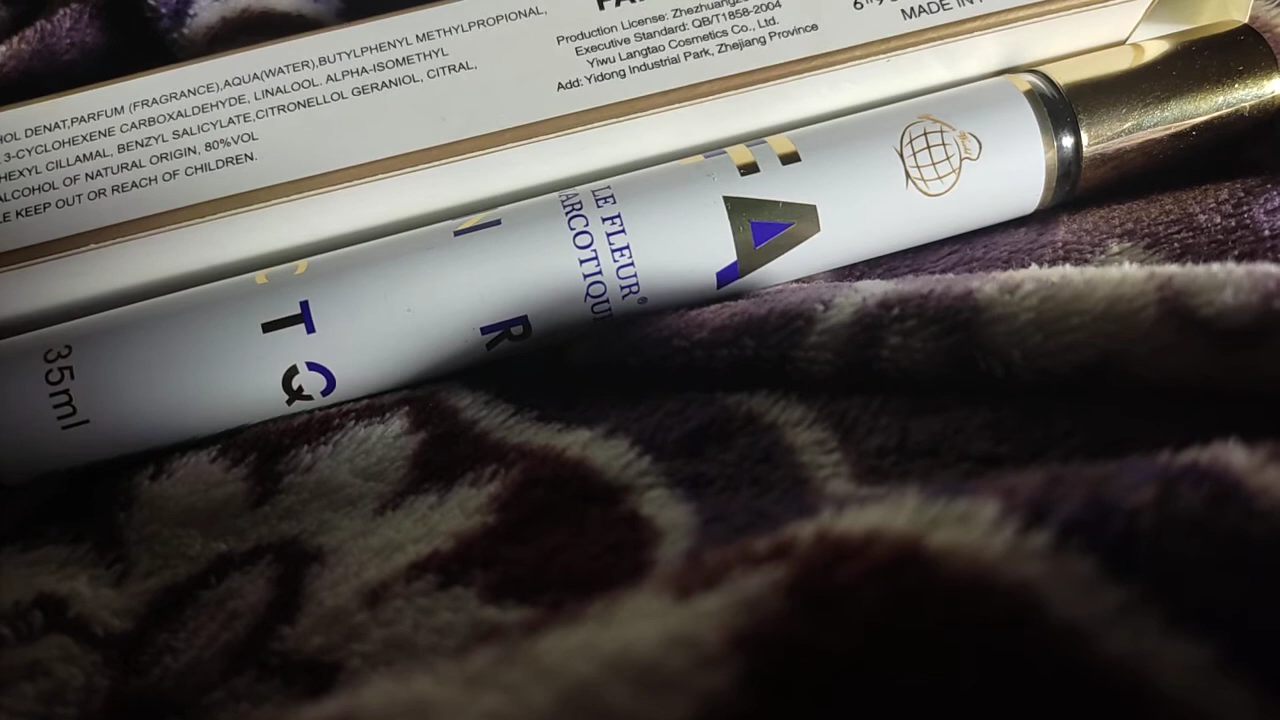 HOL DENAT,PARFUM (FRAGRANCE),AQUA(WATER),BUTYLPHENYL METHYLPROPIONAL,
3-CYCLOHEXENE CARBOXALDEHYDE, LINALOOL. ALPHA-ISOMETHYL
HEXYL CILLAMAL, BENZYL SALICYLATE,CITRONELLOL GERANIOL, CITRAL,
ALCOHOL OF NATURAL ORIGIN, 80%VOL
KEEP OUT OR REACH OF CHILDREN.
Production License:
Executive Standard: QB/T1858-2004
Yiwu Langtao Cosmetics Co., Ltd.
Add: Yidong Industrial Park, Zhejiang Province
MADE IN
FA
LE FLEUR®
ARCOTIQU
N R
CTQ
35ml